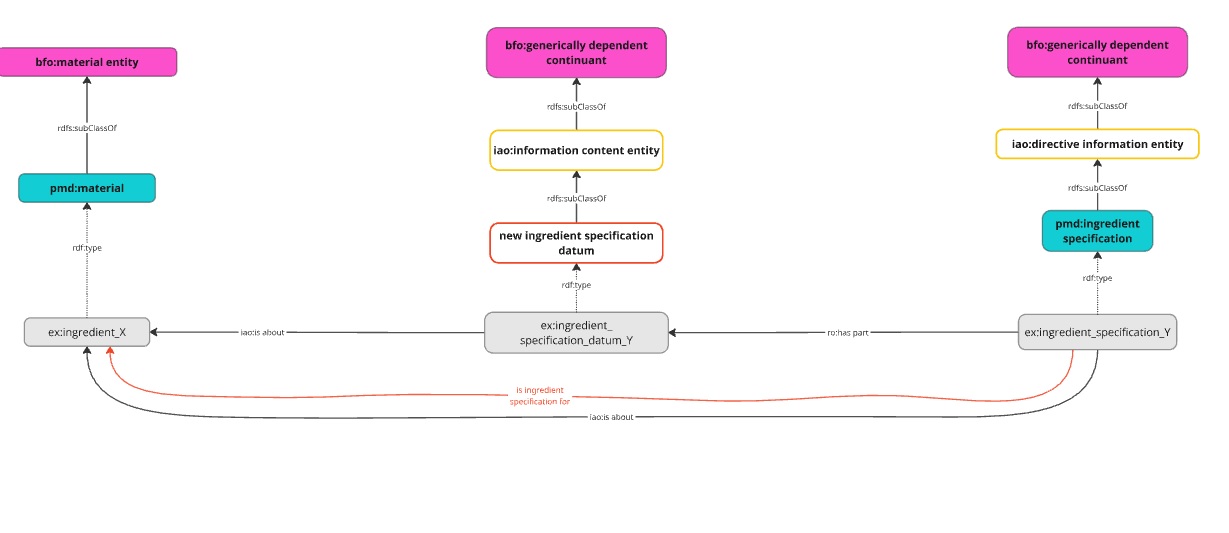 bfo:material entity
bfo:generically dependent
continuant
bfo:generically dependent
continuant
rdfs:subClassOf
rdfs:subClassOf
rdfs:subClassOf
iao:information content entity
iao:directive information entity
pmd:material
rdfs:subClassOf
rdfs:subClassOf
new ingredient specification
datum
pmd:ingredient
specification
rdf:type
rdf:type
rdf:type
ex:ingredient_X
iao:is about
ex:ingredient_
specification_datum_Y
ro:has part
ex:ingredient_specification_Y
is ingredient
specification for
iao:is about